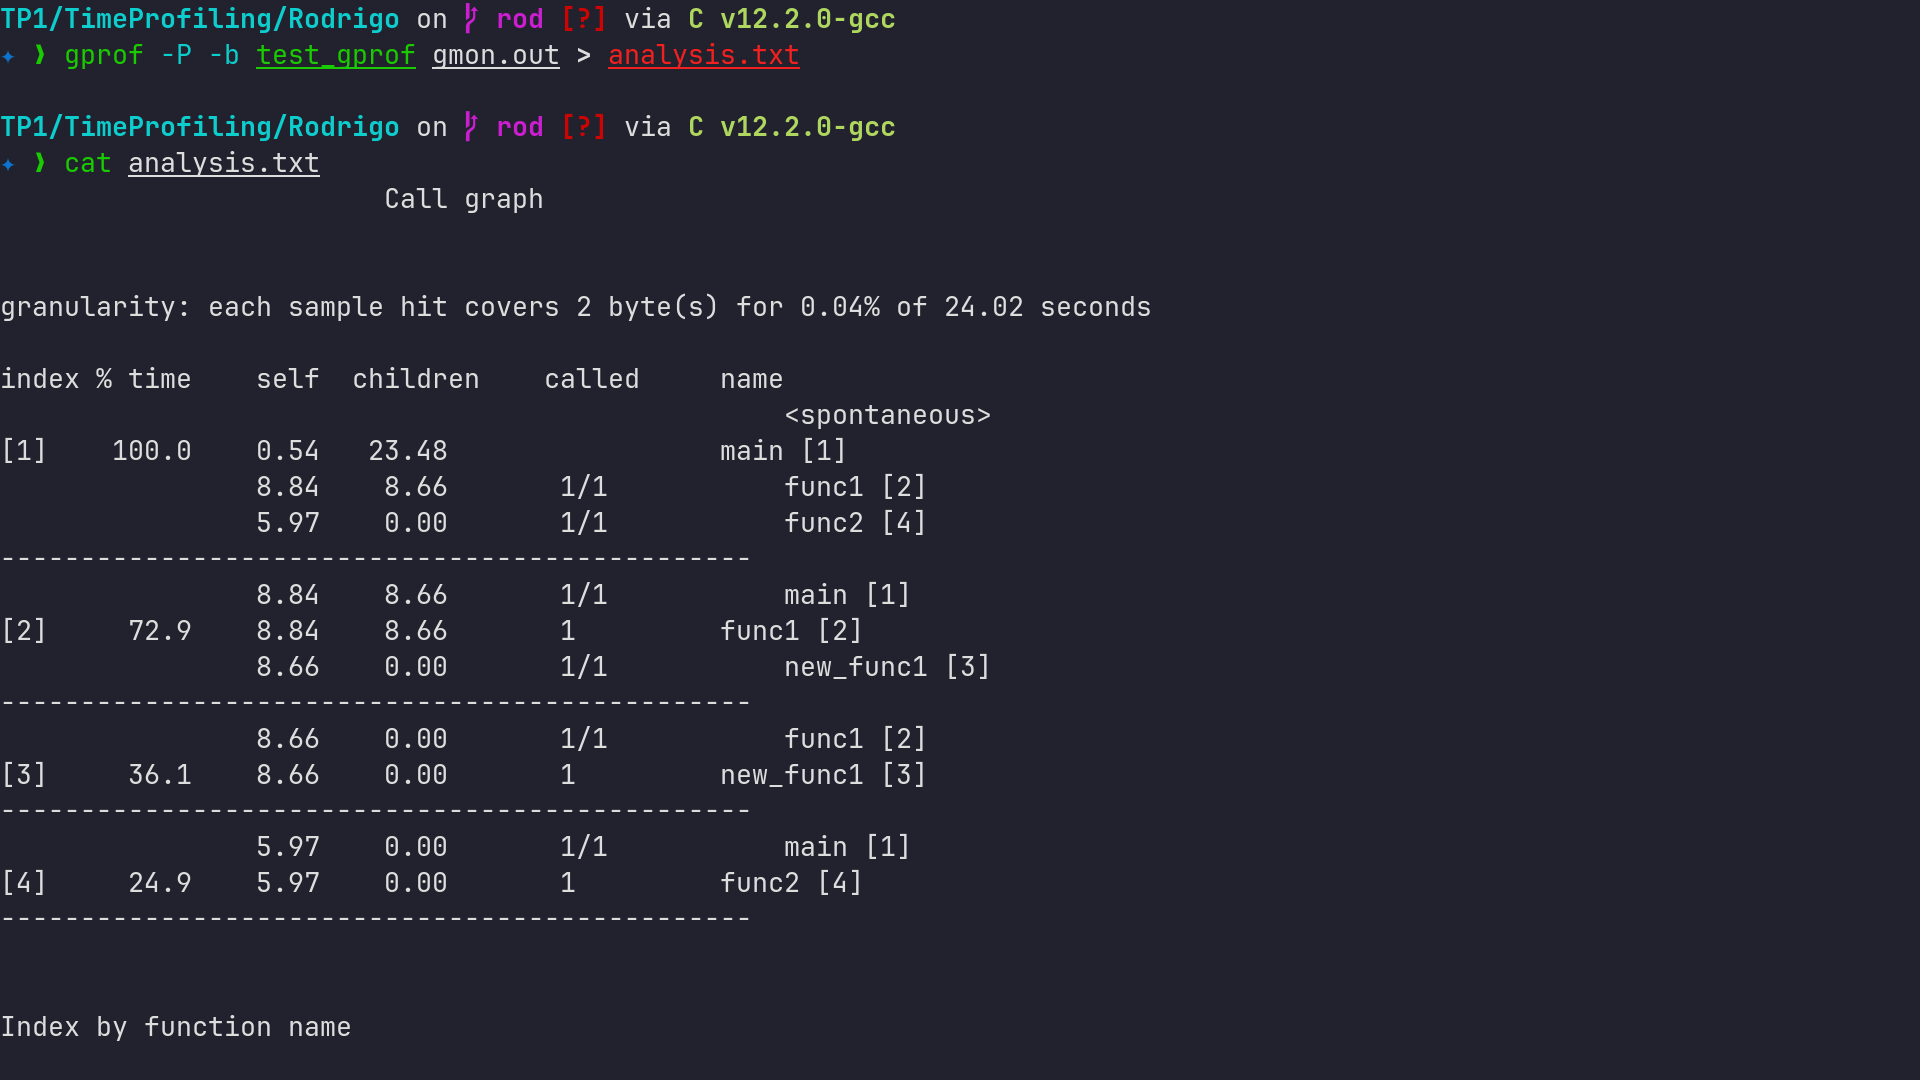 TP1/TimeProfiling/Rodrigo on rod [?] via C v12.2.0-gcc
✦ ❱ gprof -P -b test_gprof gmon.out > analysis.txt
TP1/TimeProfiling/Rodrigo on rod [?] via C v12.2.0-gcc
✦ ❱ cat analysis.txt
Call graph
granularity: each sample hit covers 2 byte(s) for 0.04% of 24.02 seconds
index % time    self  children    called     name
<spontaneous>
[1]    100.0    0.54   23.48                 main [1]
8.84    8.66       1/1           func1 [2]
5.97    0.00       1/1           func2 [4]
-----------------------------------------------
8.84    8.66       1/1           main [1]
[2]     72.9    8.84    8.66       1         func1 [2]
8.66    0.00       1/1           new_func1 [3]
-----------------------------------------------
8.66    0.00       1/1           func1 [2]
[3]     36.1    8.66    0.00       1         new_func1 [3]
-----------------------------------------------
5.97    0.00       1/1           main [1]
[4]     24.9    5.97    0.00       1         func2 [4]
-----------------------------------------------
Index by function name